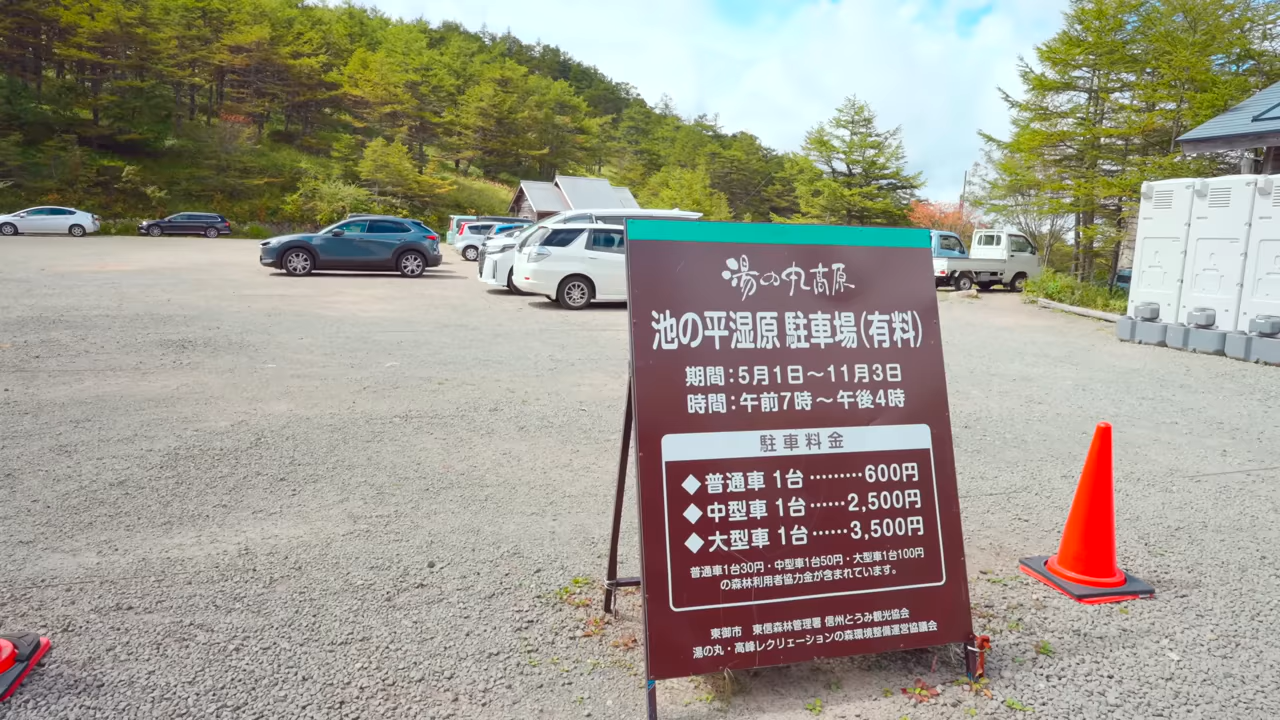 湯の丸高原
池の平湿原 駐車場(有料)
期間:5月1日～11月3日
時間:午前7時～午後4時
駐車料金
◆普通車 1台………600円
◆中型車 1台……2,500円
◆大型車 1台……3,500円
普通車1台30円・中型車1台50円・大型車1台100円
の森林利用者協力金が含まれています。
東御市 東信森林管理署 信州とうみ観光協会
湯の丸・高峰レクリェーションの森環境整備運営協議会